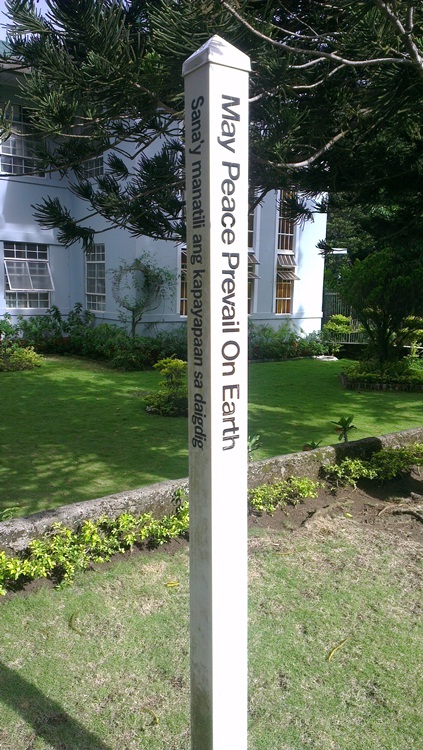 May Peace Prevail On Earth
Sana'y manatili ang kapayapaan sa daigdig